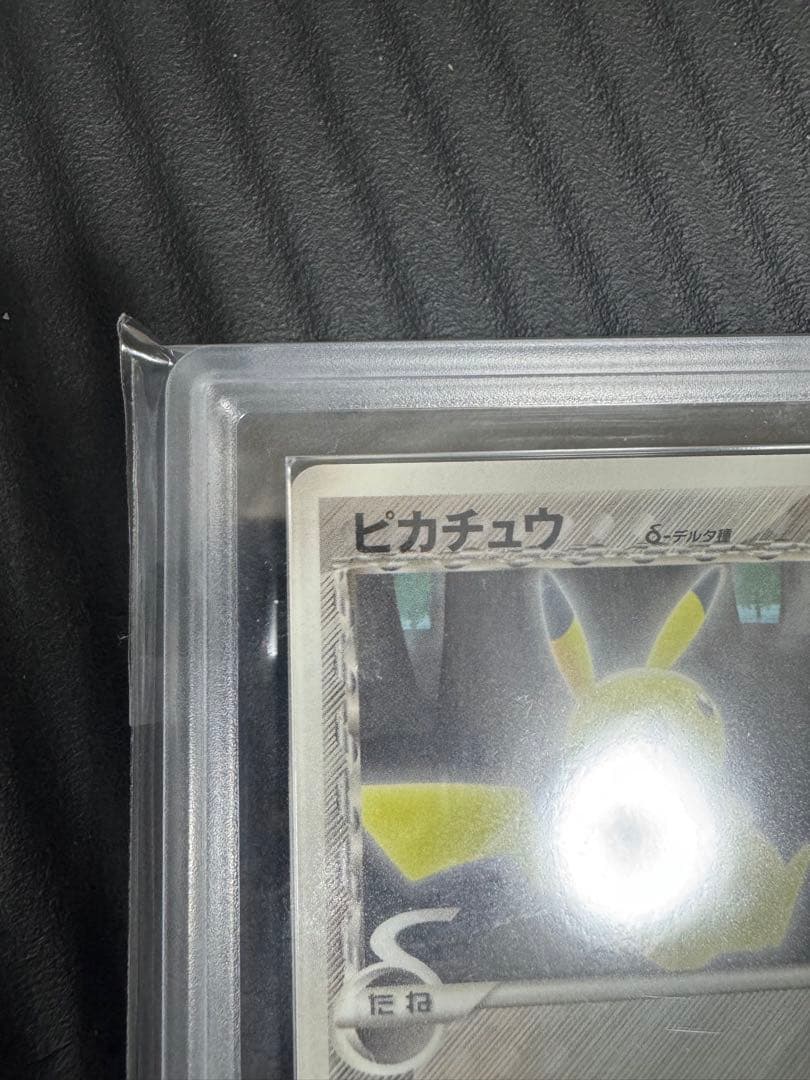 ピカチュウ δ-デルタ種
δ
たね